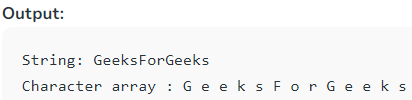 Output:
String: GeeksForGeeks
Character array : G e e k s F o r G e e k s